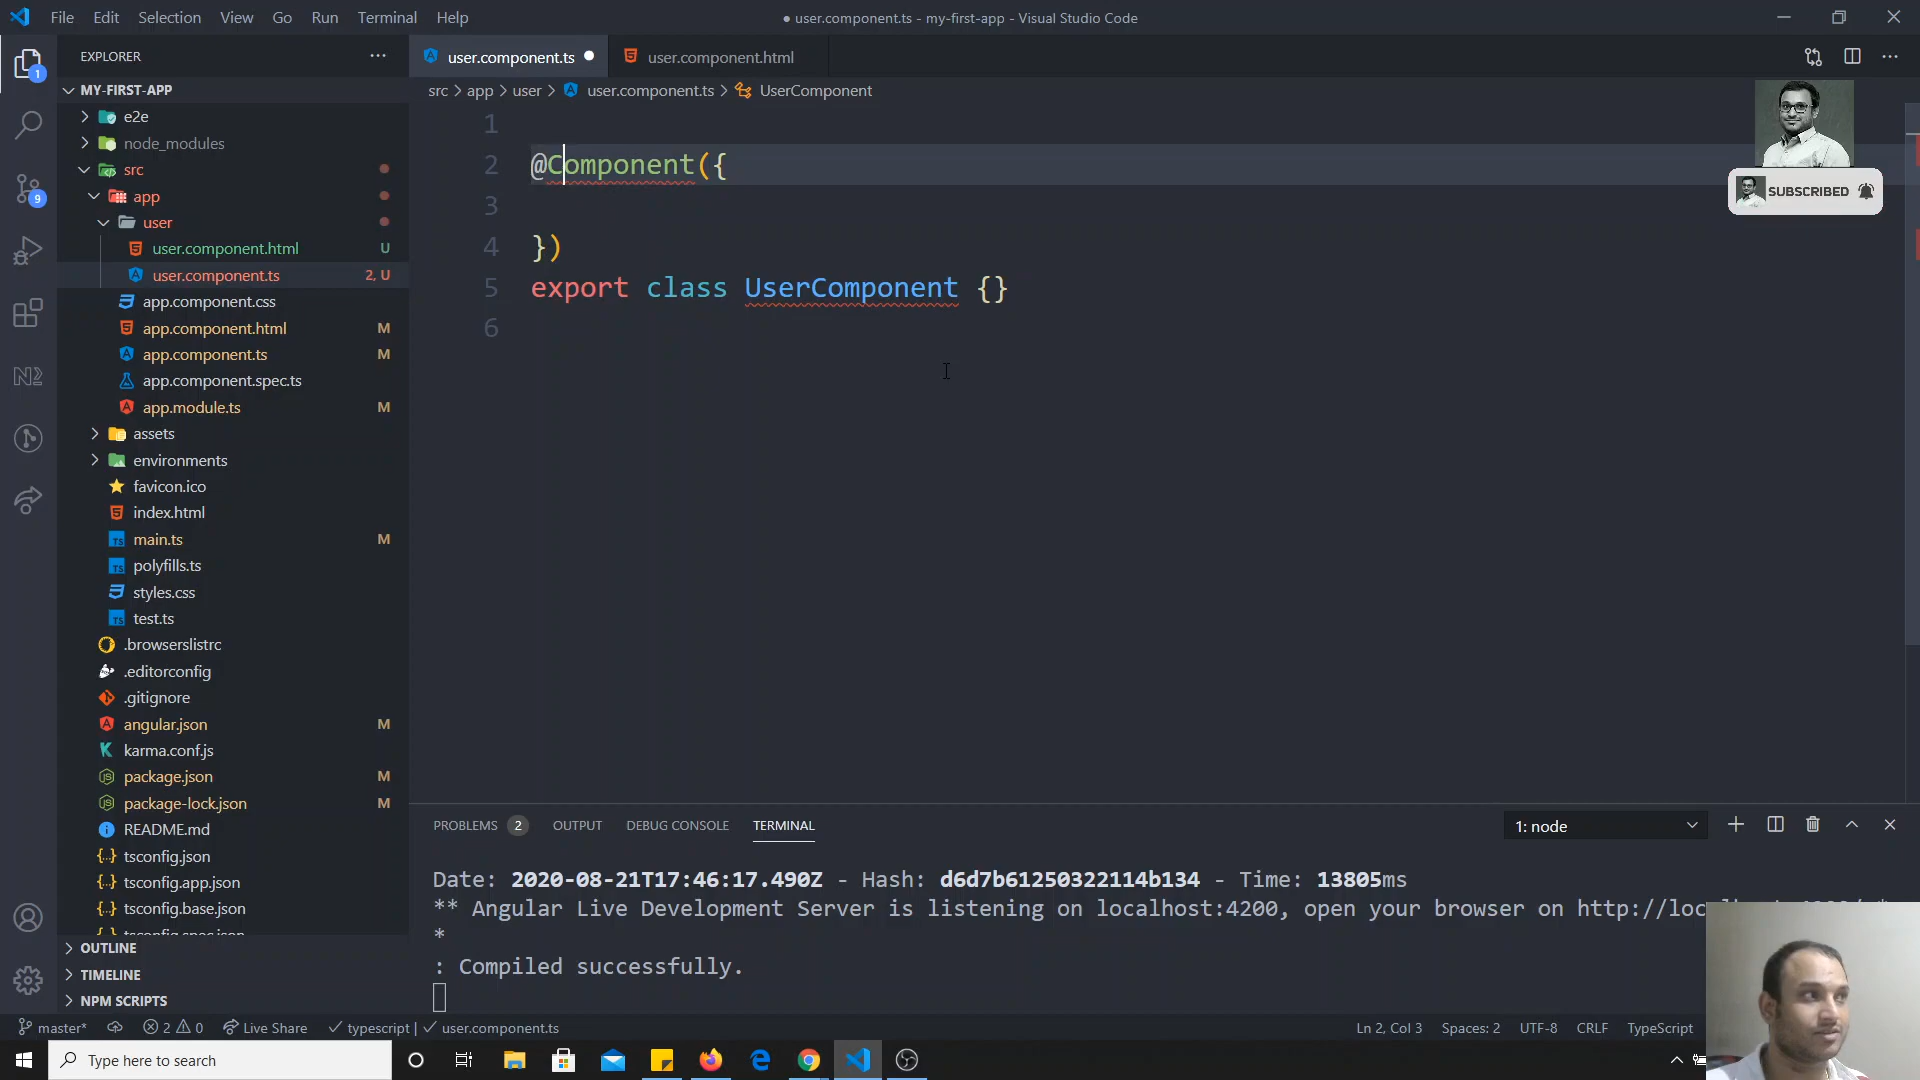 File Edit Selection View Go Run Terminal Help
● user.component.ts - my-first-app - Visual Studio Code
EXPLORER
1
9
MY-FIRST-APP
e2e
node_modules
src
app
user
user.component.html U
user.component.ts 2, U
app.component.css
app.component.html M
app.component.ts M
app.component.spec.ts
app.module.ts M
assets
environments
favicon.ico
index.html
main.ts M
polyfills.ts
styles.css
test.ts
.browserslistrc
.editorconfig
.gitignore
angular.json M
karma.conf.js
package.json M
package-lock.json M
README.md
tsconfig.json
tsconfig.app.json
tsconfig.base.json
tsconfig.spec.json
OUTLINE
TIMELINE
NPM SCRIPTS
user.component.ts ●
user.component.html
src > app > user > user.component.ts > UserComponent
1
2 @Component({
3
4 })
5 export class UserComponent {}
6
SUBSCRIBED
PROBLEMS 2 OUTPUT DEBUG CONSOLE TERMINAL
1: node
Date: 2020-08-21T17:46:17.490Z - Hash: d6d7b61250322114b134 - Time: 13805ms
** Angular Live Development Server is listening on localhost:4200, open your browser on http://loc
*
: Compiled successfully.
master* 2 0 Live Share typescript | user.component.ts
Ln 2, Col 3 Spaces: 2 UTF-8 CRLF TypeScript
Type here to search